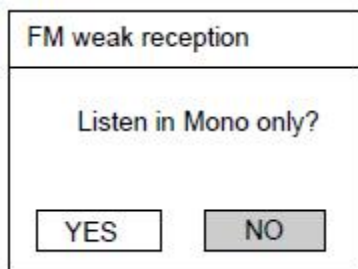 FM weak reception
Listen in Mono only?
YES NO